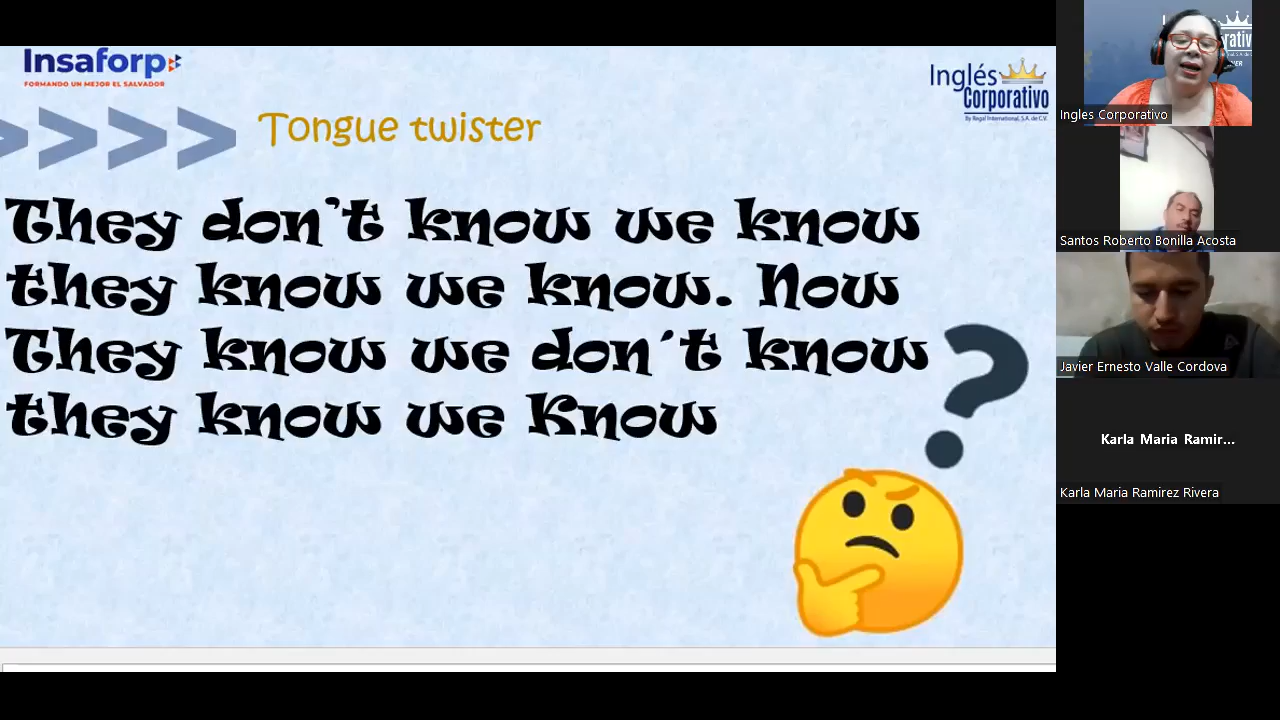 Insaforp
FORMANDO UN MEJOR EL SALVADOR
Inglés
Corporativo
By Regal International, S.A. de C.V.
Tongue twister
They don't know we know
they know we know. Now
They know we don´t know
they know we Know
Ingles Corporativo
Santos Roberto Bonilla Acosta
Javier Ernesto Valle Cordova
Karla Maria Ramir...
Karla Maria Ramirez Rivera